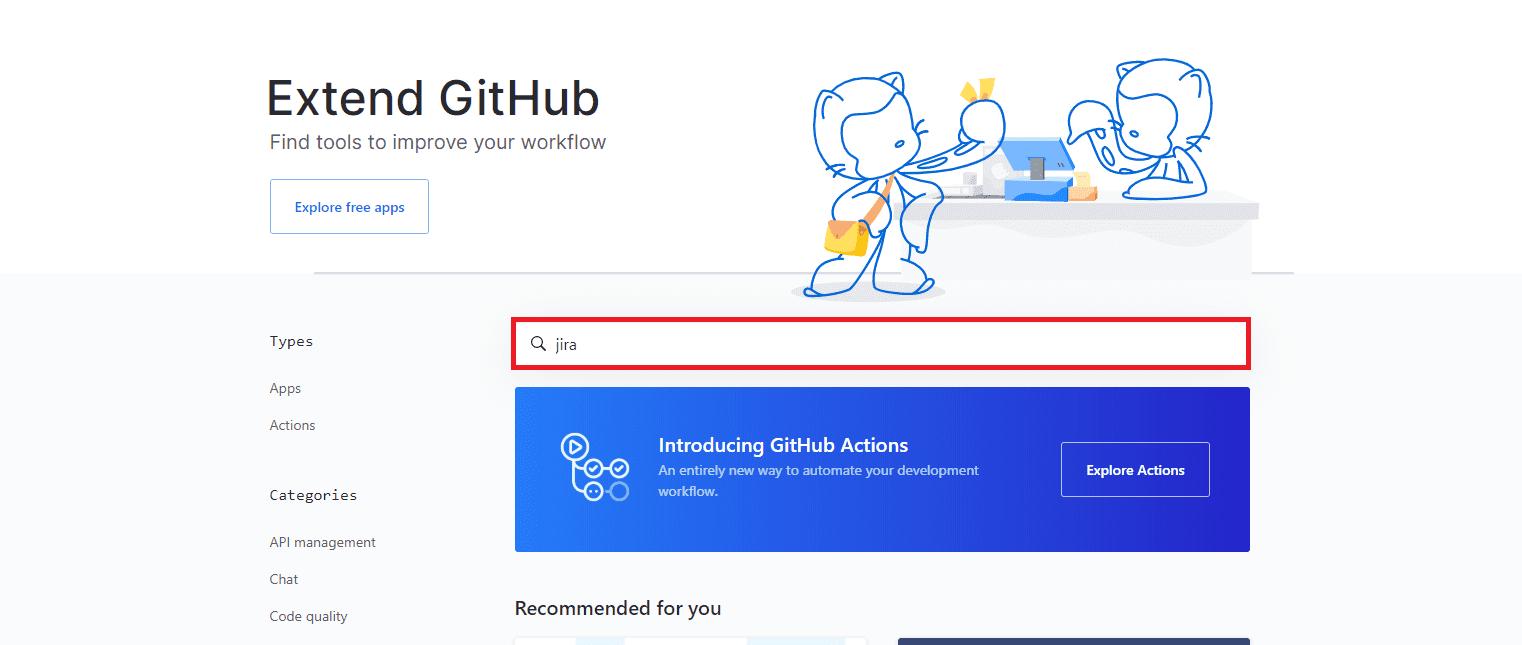 Extend GitHub
Find tools to improve your workflow
Explore free apps
Types
Apps
Actions
Categories
API management
Chat
Code quality
jira
Introducing GitHub Actions
An entirely new way to automate your development
workflow.
Explore Actions
Recommended for you